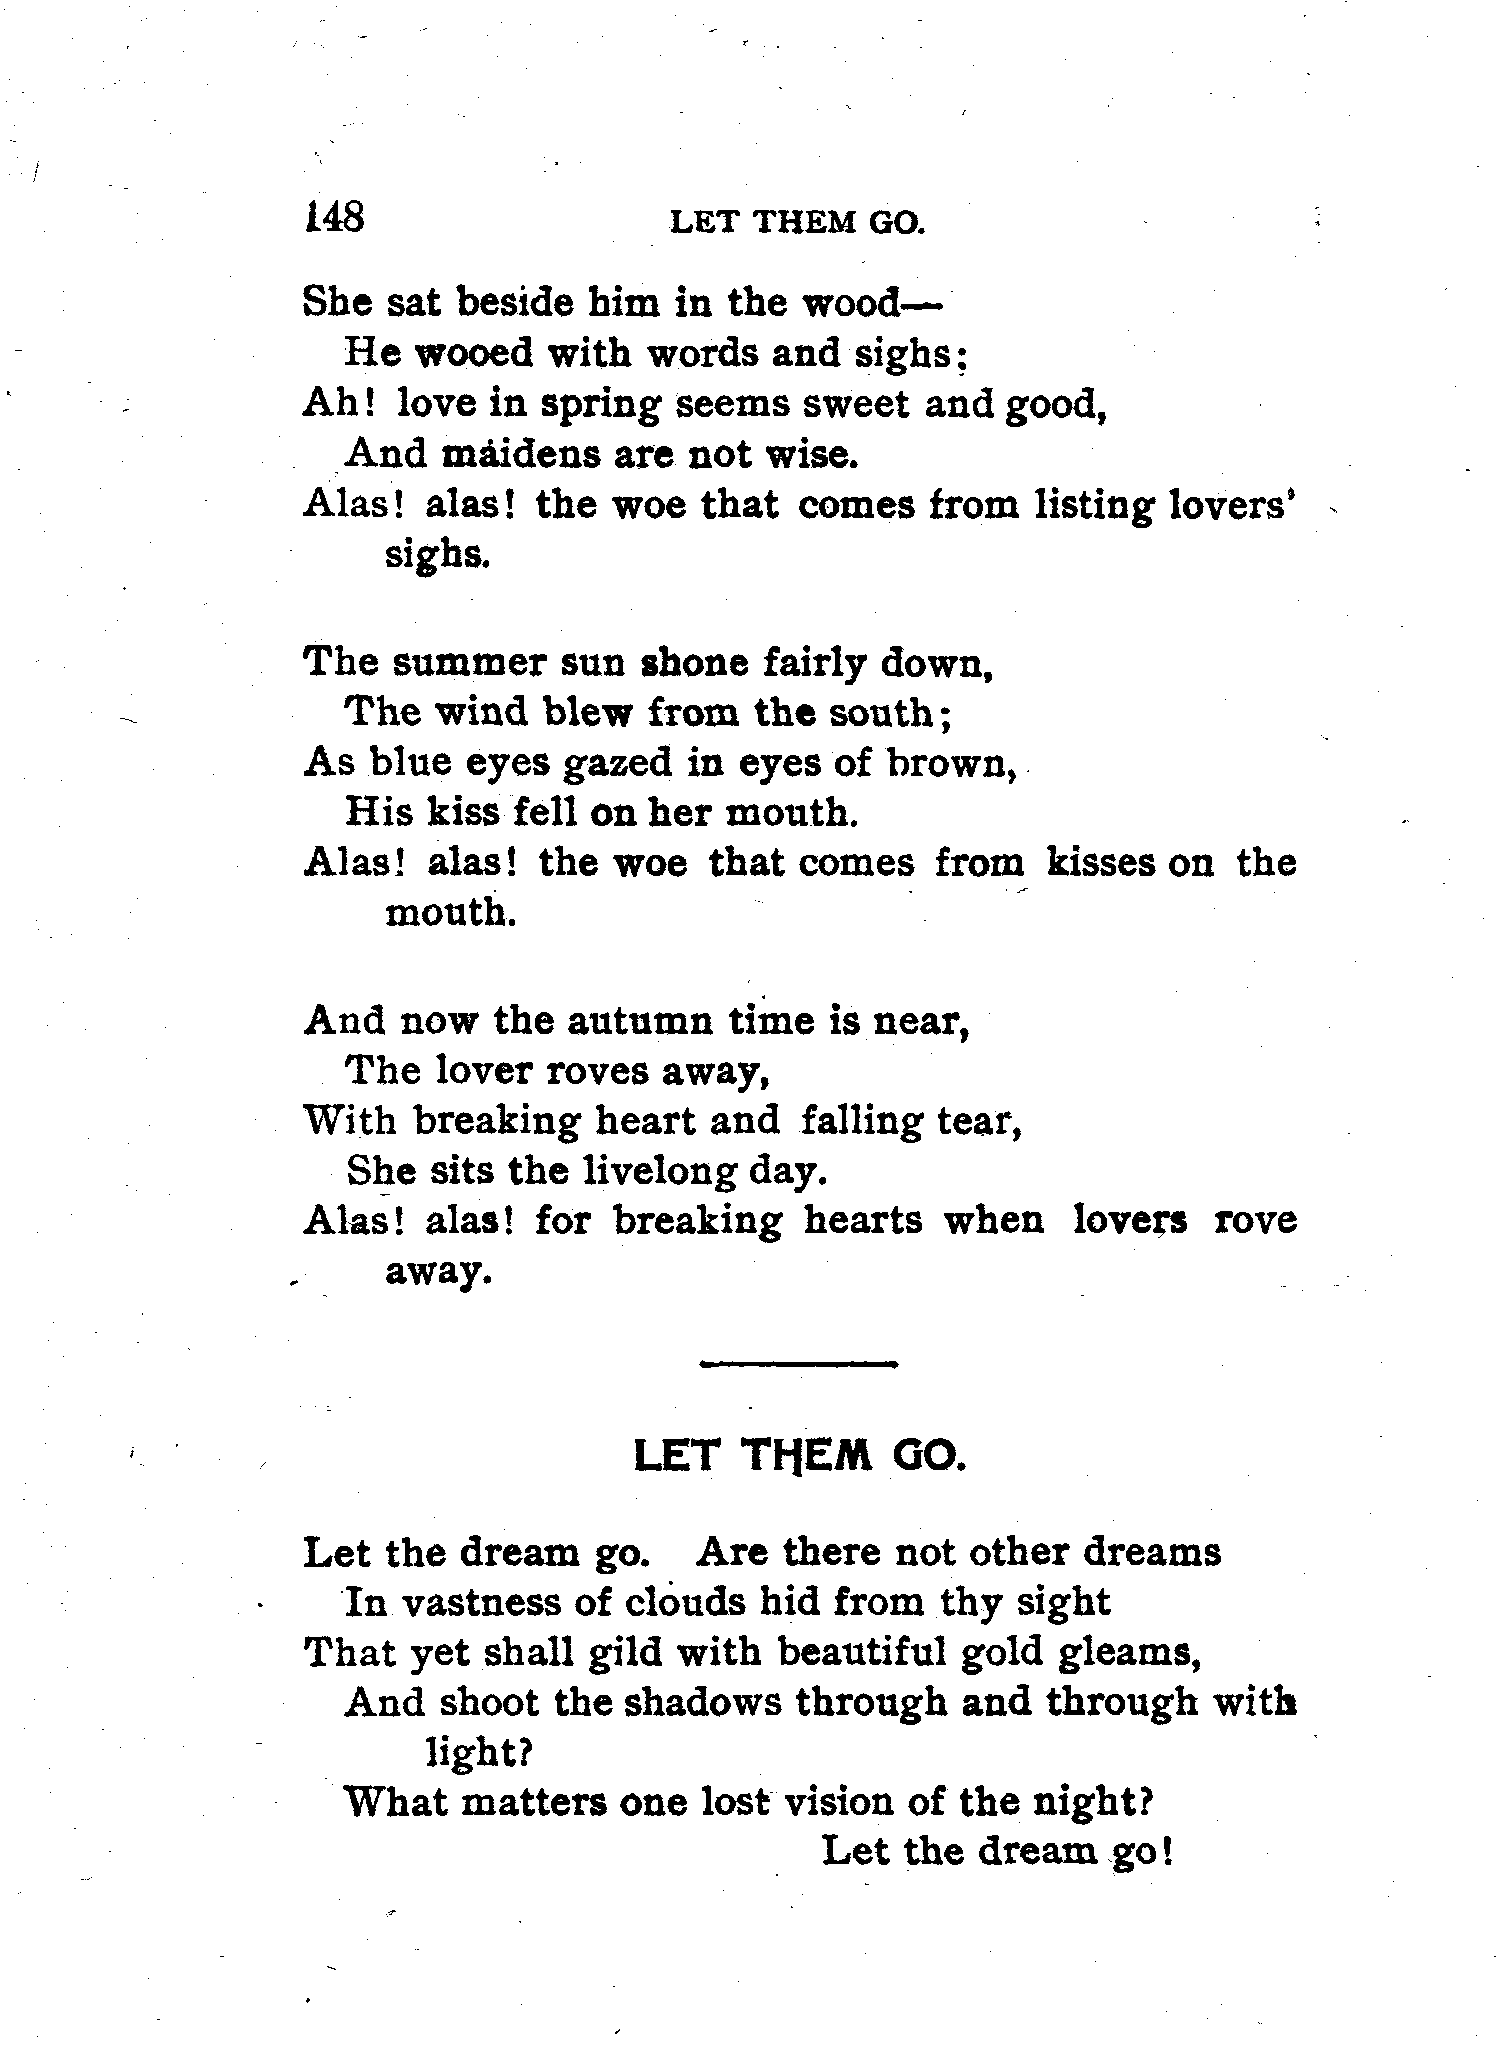 148 LET THEM GO.
She sat beside him in the wood—
He wooed with words and sighs;
Ah! love in spring seems sweet and good,
And maidens are not wise.
Alas! alas! the woe that comes from listing lovers'
sighs.
The summer sun shone fairly down,
The wind blew from the south;
As blue eyes gazed in eyes of brown,
His kiss fell on her mouth.
Alas! alas! the woe that comes from kisses on the
mouth.
And now the autumn time is near,
The lover roves away,
With breaking heart and falling tear,
She sits the livelong day.
Alas! alas! for breaking hearts when lovers rove
away.
LET THEM GO.
Let the dream go. Are there not other dreams
In vastness of clouds hid from thy sight
That yet shall gild with beautiful gold gleams,
And shoot the shadows through and through with
light?
What matters one lost vision of the night?
Let the dream go!